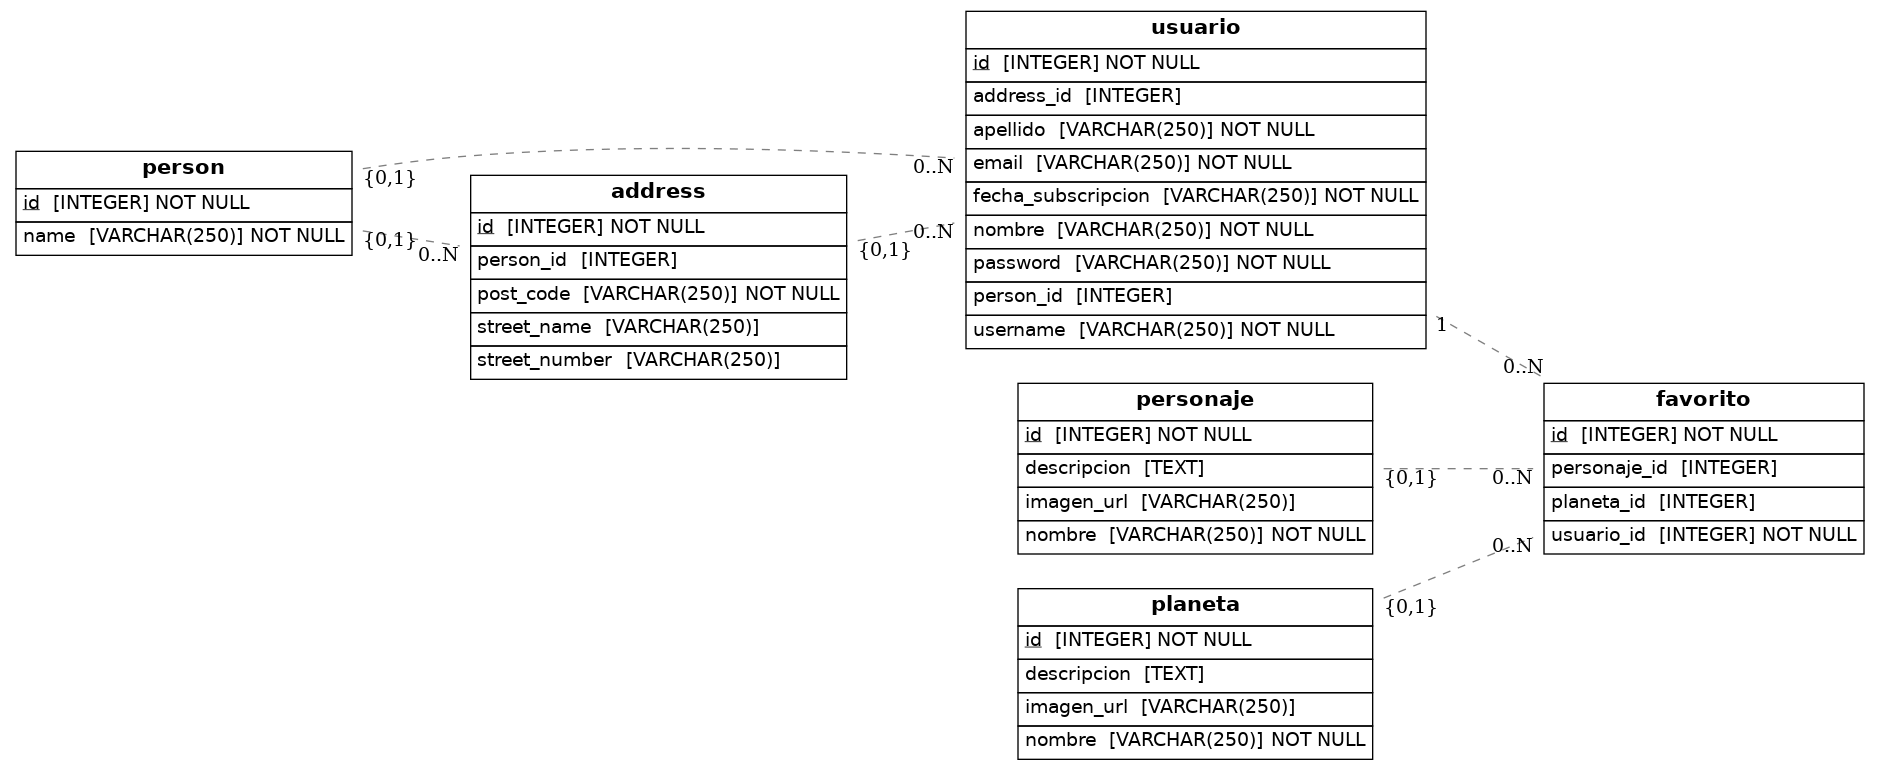 person
id [INTEGER] NOT NULL
name [VARCHAR(250)] NOT NULL
{0,1}
0..N
{0,1}
0..N
address
id [INTEGER] NOT NULL
person_id [INTEGER]
post_code [VARCHAR(250)] NOT NULL
street_name [VARCHAR(250)]
street_number [VARCHAR(250)]
{0,1}
0..N
usuario
id [INTEGER] NOT NULL
address_id [INTEGER]
apellido [VARCHAR(250)] NOT NULL
email [VARCHAR(250)] NOT NULL
fecha_subscripcion [VARCHAR(250)] NOT NULL
nombre [VARCHAR(250)] NOT NULL
password [VARCHAR(250)] NOT NULL
person_id [INTEGER]
username [VARCHAR(250)] NOT NULL
1
0..N
personaje
id [INTEGER] NOT NULL
descripcion [TEXT]
imagen_url [VARCHAR(250)]
nombre [VARCHAR(250)] NOT NULL
{0,1}
0..N
favorito
id [INTEGER] NOT NULL
personaje_id [INTEGER]
planeta_id [INTEGER]
usuario_id [INTEGER] NOT NULL
0..N
{0,1}
planeta
id [INTEGER] NOT NULL
descripcion [TEXT]
imagen_url [VARCHAR(250)]
nombre [VARCHAR(250)] NOT NULL